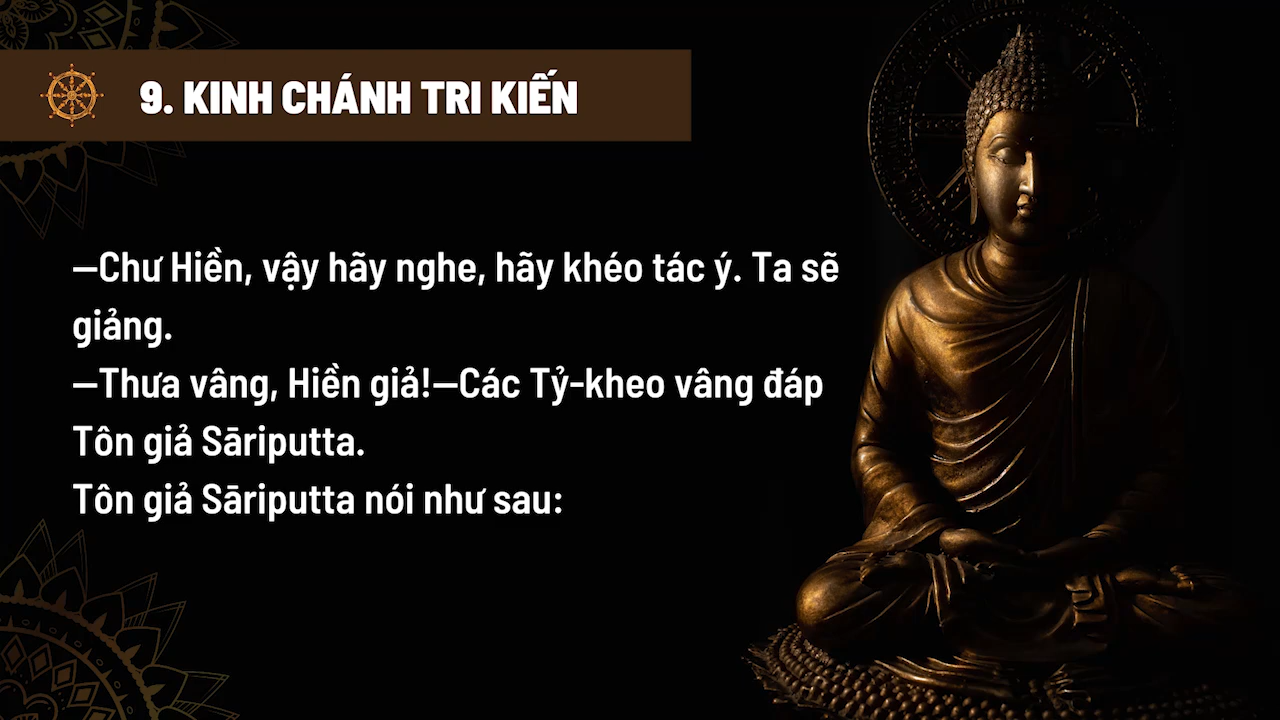 9. KINH CHÁNH TRI KIẾN
—Chư Hiền, vậy hãy nghe, hãy khéo tác ý. Ta sẽ
giảng.
—Thưa vâng, Hiền giả!—Các Tỷ-kheo vâng đáp
Tôn giả Sāriputta.
Tôn giả Sāriputta nói như sau: